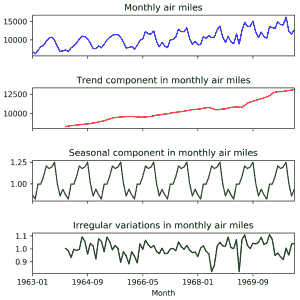 Monthly air miles
15000
10000
Trend component in monthly air miles
12500
10000
Seasonal component in monthly air miles
1.25
1.00
Irregular variations in monthly air miles
1.1
1.0
0.9
1963-01 1964-09 1966-05 1968-01 1969-09
Month